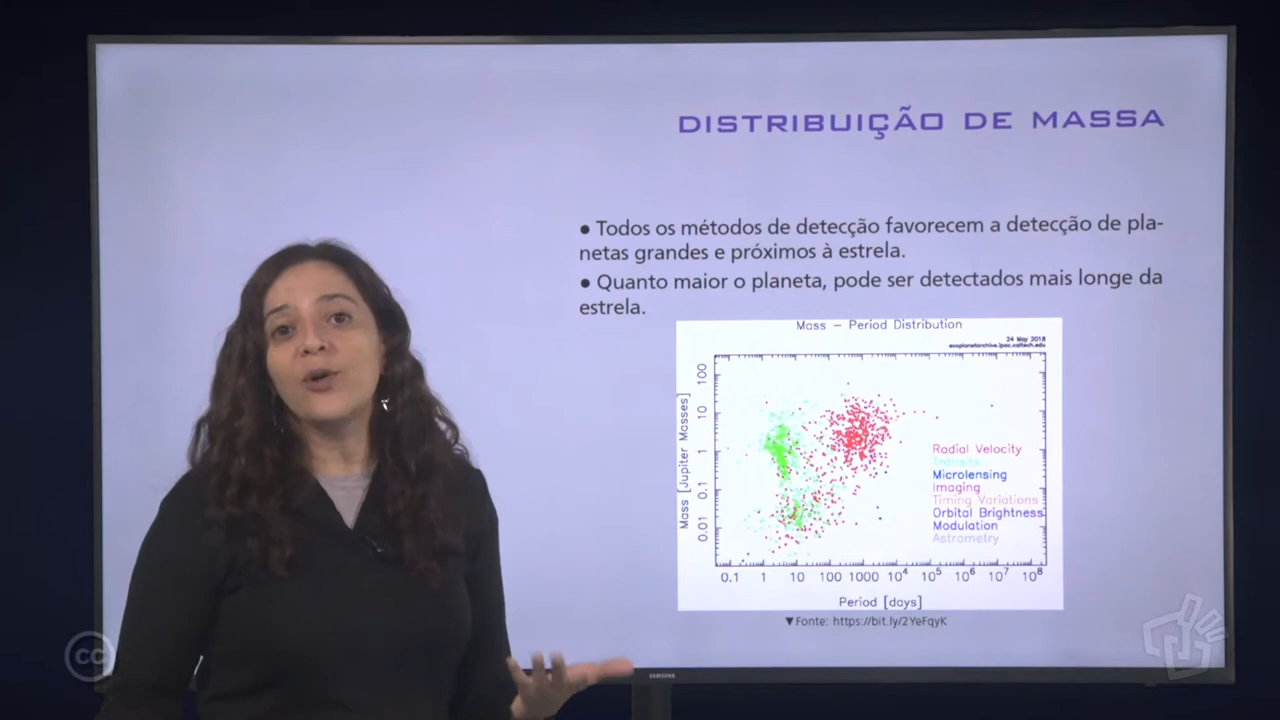 DISTRIBUIÇÃO DE MASSA
● Todos os métodos de detecção favorecem a detecção de pla-
netas grandes e próximos à estrela.
● Quanto maior o planeta, pode ser detectados mais longe da
estrela.
Mass – Period Distribution
24 May 2018
exoplanetarchive.ipac.caltech.edu
Mass [Jupiter Masses]
100
10
1
0.1
0.01
Radial Velocity
Transits
Microlensing
Imaging
Timing Variations
Orbital Brightness
Modulation
Astrometry
0.1 1 10 100 1000 10⁴ 10⁵ 10⁶ 10⁷ 10⁸
Period [days]
▼Fonte: https://bit.ly/2YeFqyK
SAMSUNG
cc